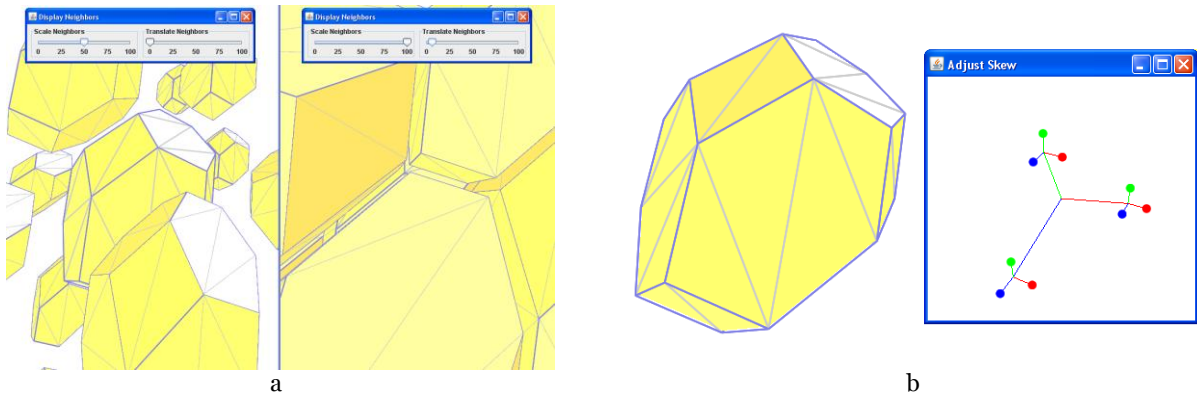 Display Neighbors
Scale Neighbors Translate Neighbors
0 25 50 75 100 0 25 50 75 100
Display Neighbors
Scale Neighbors Translate Neighbors
0 25 50 75 100 0 25 50 75 100
Adjust Skew
a
b